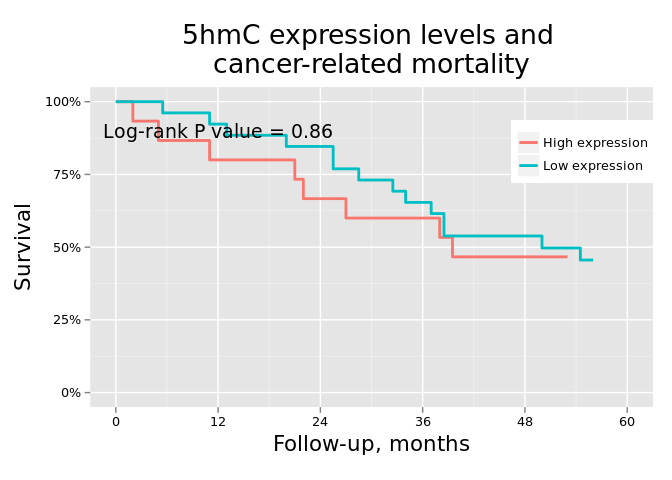 5hmC expression levels and
cancer-related mortality
100%
75%
50%
25%
0%
Survival
Log-rank P value = 0.86
High expression
Low expression
0 12 24 36 48 60
Follow-up, months